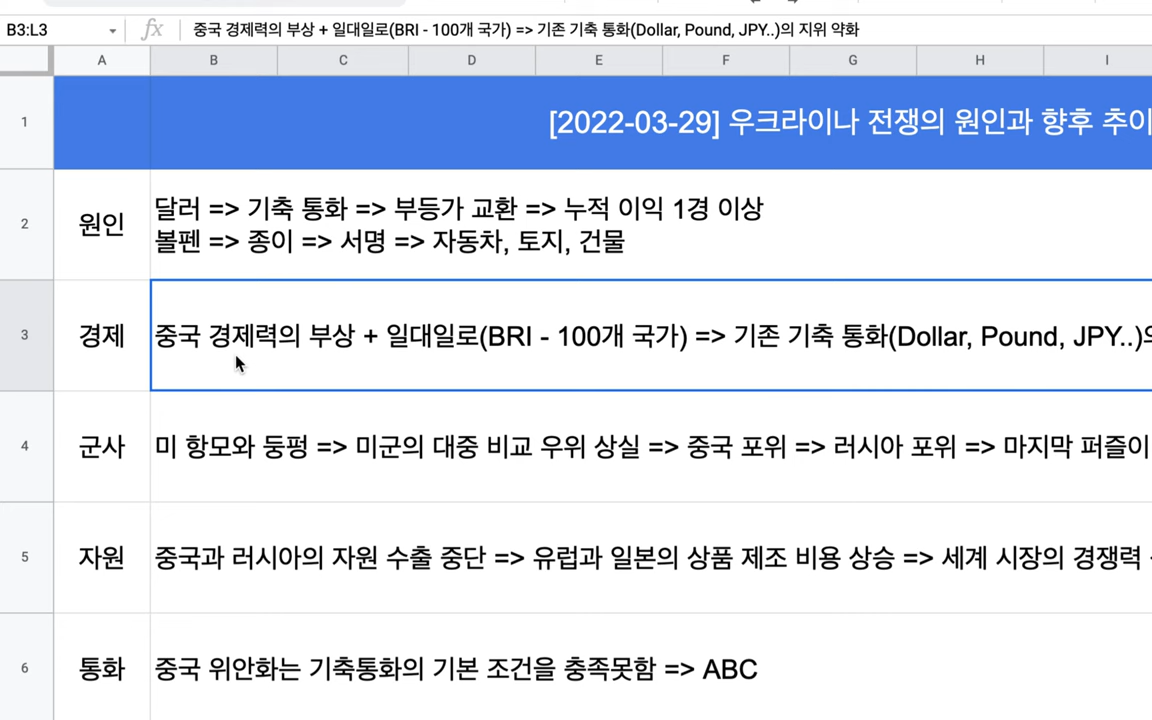 B3:L3
fx
중국 경제력의 부상 + 일대일로(BRI - 100개 국가) => 기존 기축 통화(Dollar, Pound, JPY..)의 지위 약화
A B C D E F G H I
1 [2022-03-29] 우크라이나 전쟁의 원인과 향후 추이
2 원인
달러 => 기축 통화 => 부등가 교환 => 누적 이익 1경 이상
볼펜 => 종이 => 서명 => 자동차, 토지, 건물
3 경제 중국 경제력의 부상 + 일대일로(BRI - 100개 국가) => 기존 기축 통화(Dollar, Pound, JPY..)의
4 군사 미 항모와 둥펑 => 미군의 대중 비교 우위 상실 => 중국 포위 => 러시아 포위 => 마지막 퍼즐이
5 자원 중국과 러시아의 자원 수출 중단 => 유럽과 일본의 상품 제조 비용 상승 => 세계 시장의 경쟁력
6 통화 중국 위안화는 기축통화의 기본 조건을 충족못함 => ABC